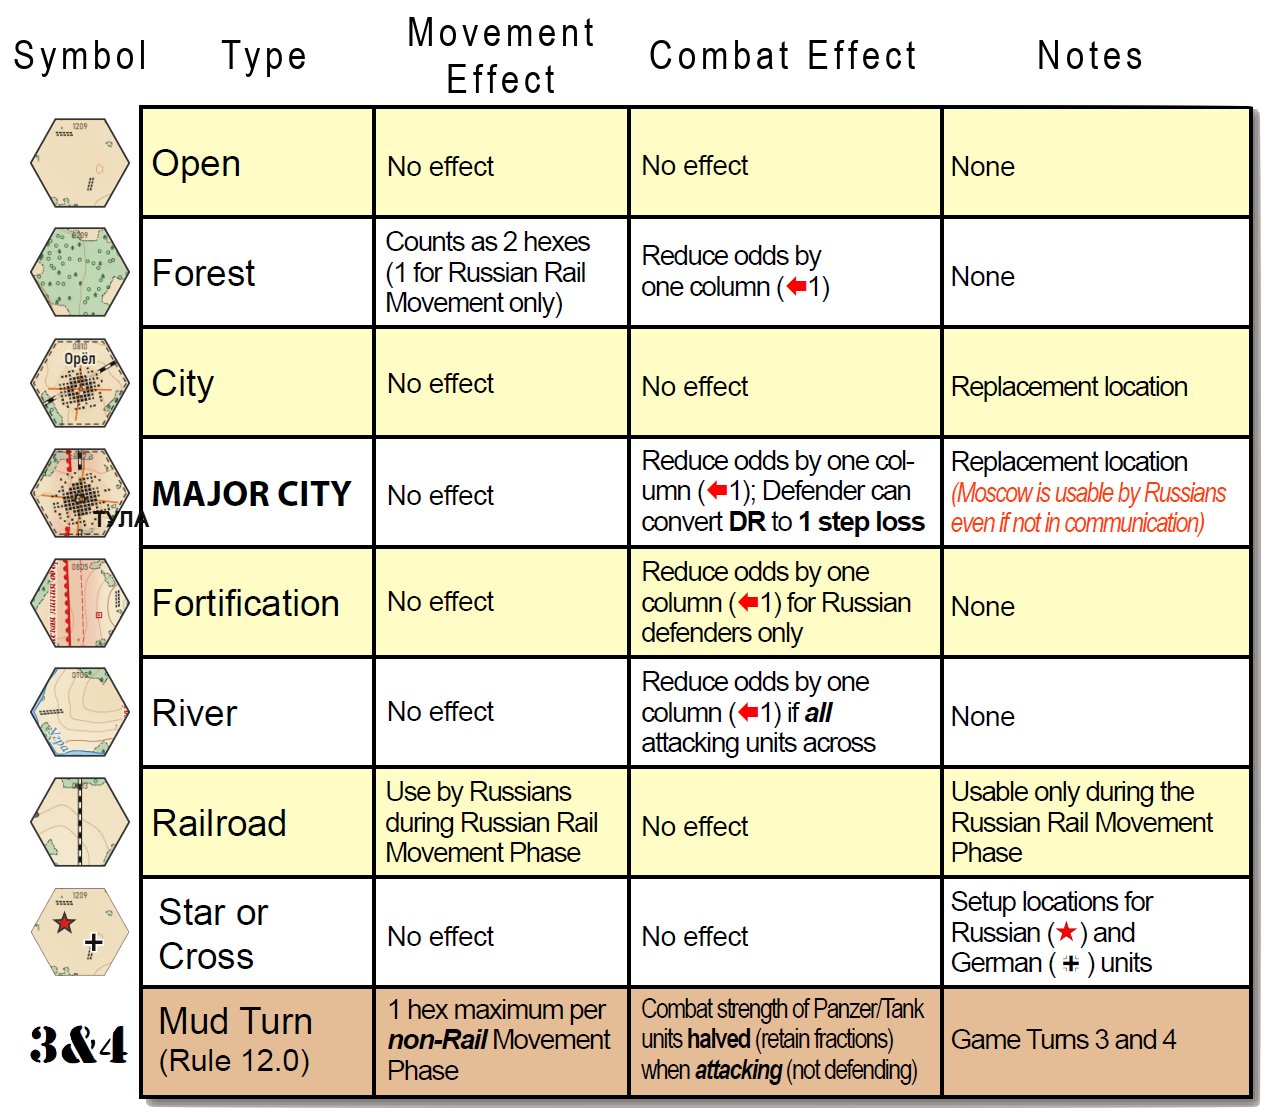 Symbol Type Movement Effect Combat Effect Notes
1209
Open
No effect
No effect
None
Forest
Counts as 2 hexes
(1 for Russian Rail
Movement only)
Reduce odds by
one column (1)
None
Орёл
City
No effect
No effect
Replacement location
ТУЛА
MAJOR CITY
No effect
Reduce odds by one col-
umn (1); Defender can
convert DR to 1 step loss
Replacement location
(Moscow is usable by Russians
even if not in communication)
0805
Fortification
No effect
Reduce odds by one
column (1) for Russian
defenders only
None
Угра
River
No effect
Reduce odds by one
column (1) if all
attacking units across
None
Railroad
Use by Russians
during Russian Rail
Movement Phase
No effect
Usable only during the
Russian Rail Movement
Phase
1209
Star or
Cross
No effect
No effect
Setup locations for
Russian (★) and
German ( ) units
3&4
Mud Turn
(Rule 12.0)
1 hex maximum per
non-Rail Movement
Phase
Combat strength of Panzer/Tank
units halved (retain fractions)
when attacking (not defending)
Game Turns 3 and 4